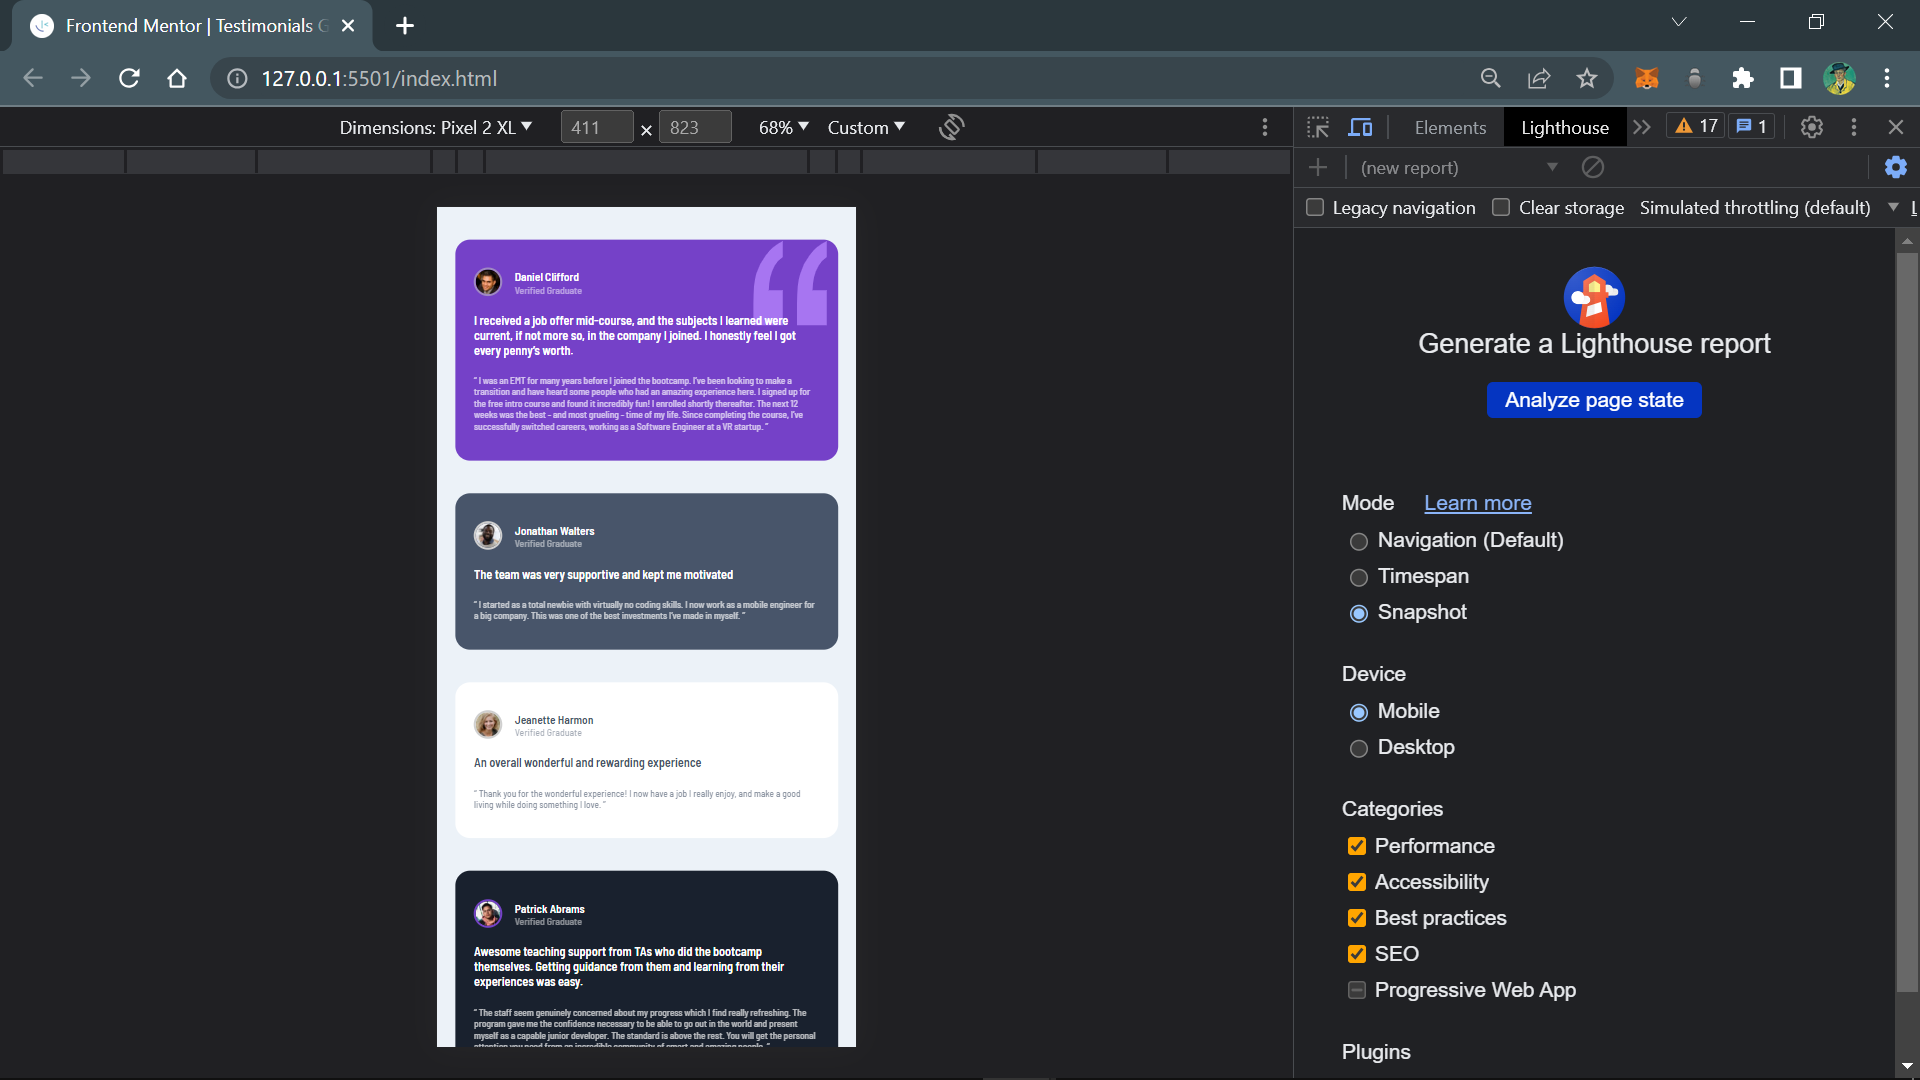 Frontend Mentor | Testimonials G
127.0.0.1:5501/index.html
Dimensions: Pixel 2 XL
411 × 823
68%
Custom
Elements
Lighthouse
17
1
(new report)
Legacy navigation
Clear storage
Simulated throttling (default)
Generate a Lighthouse report
Analyze page state
Mode
Learn more
Navigation (Default)
Timespan
Snapshot
Device
Mobile
Desktop
Categories
Performance
Accessibility
Best practices
SEO
Progressive Web App
Plugins
Daniel Clifford
Verified Graduate
I received a job offer mid-course, and the subjects I learned were
current, if not more so, in the company I joined. I honestly feel I got
every penny's worth.
“ I was an EMT for many years before I joined the bootcamp. I've been looking to make a
transition and have heard some people who had an amazing experience here. I signed up for
the free intro course and found it incredibly fun! I enrolled shortly thereafter. The next 12
weeks was the best - and most grueling - time of my life. Since completing the course, I've
successfully switched careers, working as a Software Engineer at a VR startup. ”
Jonathan Walters
Verified Graduate
The team was very supportive and kept me motivated
“ I started as a total newbie with virtually no coding skills. I now work as a mobile engineer for
a big company. This was one of the best investments I've made in myself. ”
Jeanette Harmon
Verified Graduate
An overall wonderful and rewarding experience
“ Thank you for the wonderful experience! I now have a job I really enjoy, and make a good
living while doing something I love. ”
Patrick Abrams
Verified Graduate
Awesome teaching support from TAs who did the bootcamp
themselves. Getting guidance from them and learning from their
experiences was easy.
“ The staff seem genuinely concerned about my progress which I find really refreshing. The
program gave me the confidence necessary to be able to go out in the world and present
myself as a capable junior developer. The standard is above the rest. You will get the personal
attention you need from an incredible community of smart and amazing people. ”